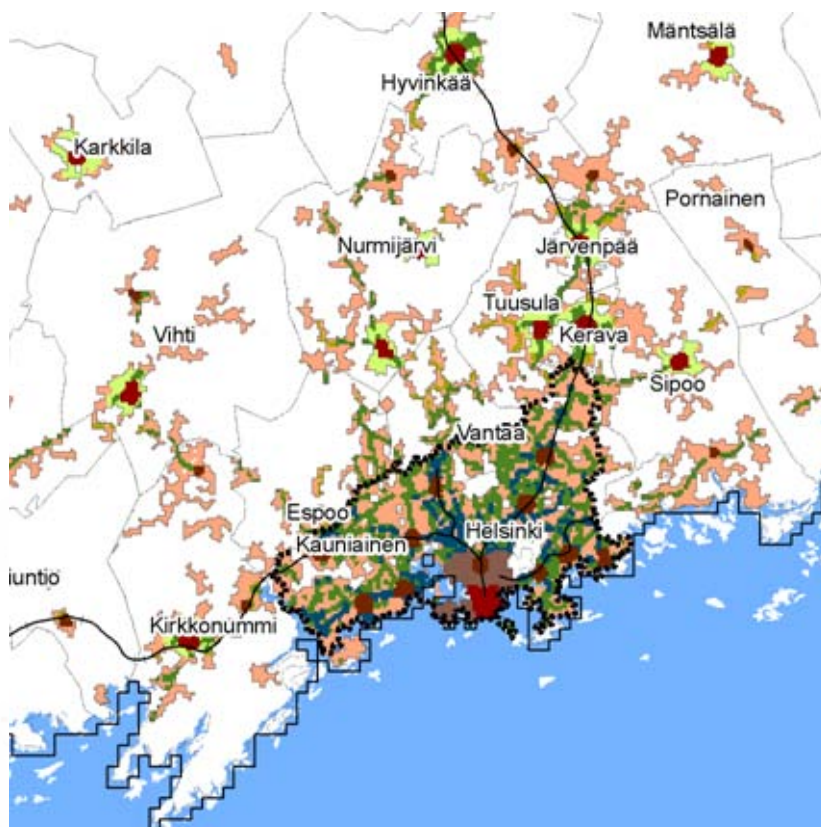 Mäntsälä
Hyvinkää
Karkkila
Pornainen
Nurmijärvi
Järvenpää
Tuusula
Vihti
Kerava
Sipoo
Vantaa
Espoo
Helsinki
Kauniainen
iuntio
Kirkkonummi